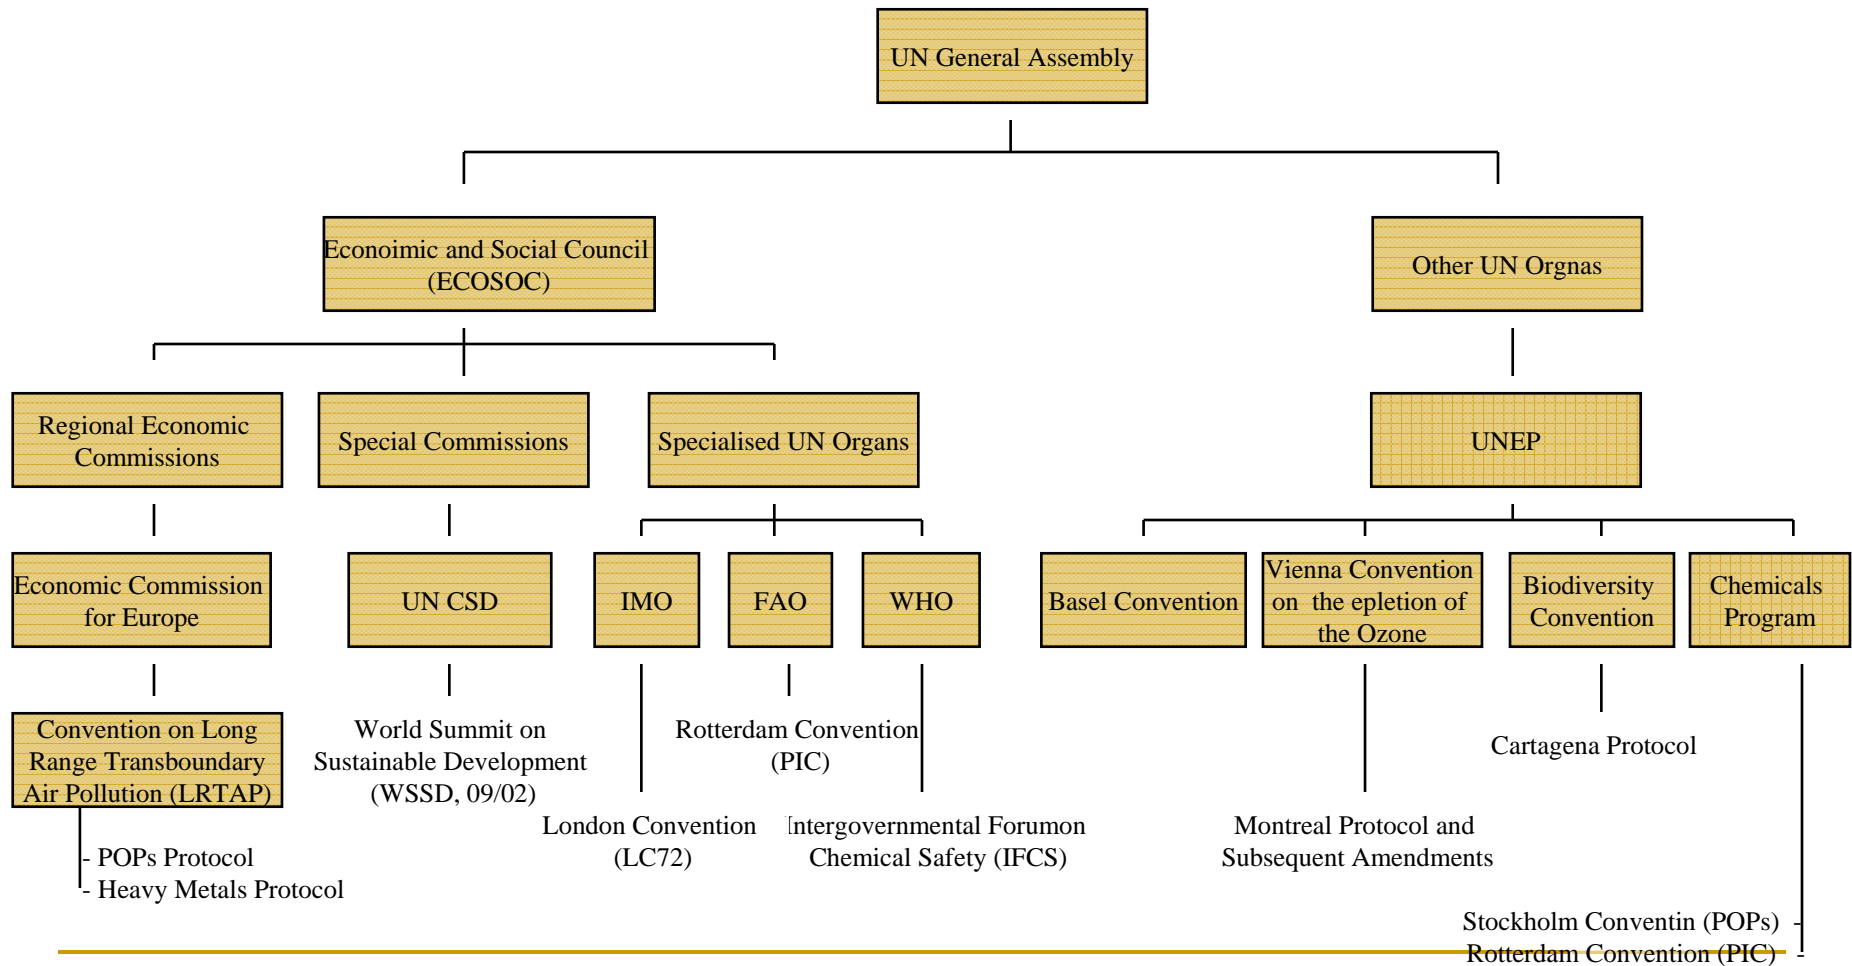 UN General Assembly
Econoimic and Social Council
(ECOSOC)
Other UN Orgnas
Regional Economic
Commissions
Special Commissions
Specialised UN Organs
UNEP
Economic Commission
for Europe
UN CSD
IMO
FAO
WHO
Basel Convention
Vienna Convention
on the epletion of
the Ozone
Biodiversity
Convention
Chemicals
Program
Convention on Long
Range Transboundary
Air Pollution (LRTAP)
World Summit on
Sustainable Development
(WSSD, 09/02)
Rotterdam Convention
(PIC)
Cartagena Protocol
London Convention
(LC72)
Intergovernmental Forumon
Chemical Safety (IFCS)
Montreal Protocol and
Subsequent Amendments
- POPs Protocol
- Heavy Metals Protocol
Stockholm Conventin (POPs) -
Rotterdam Convention (PIC) -